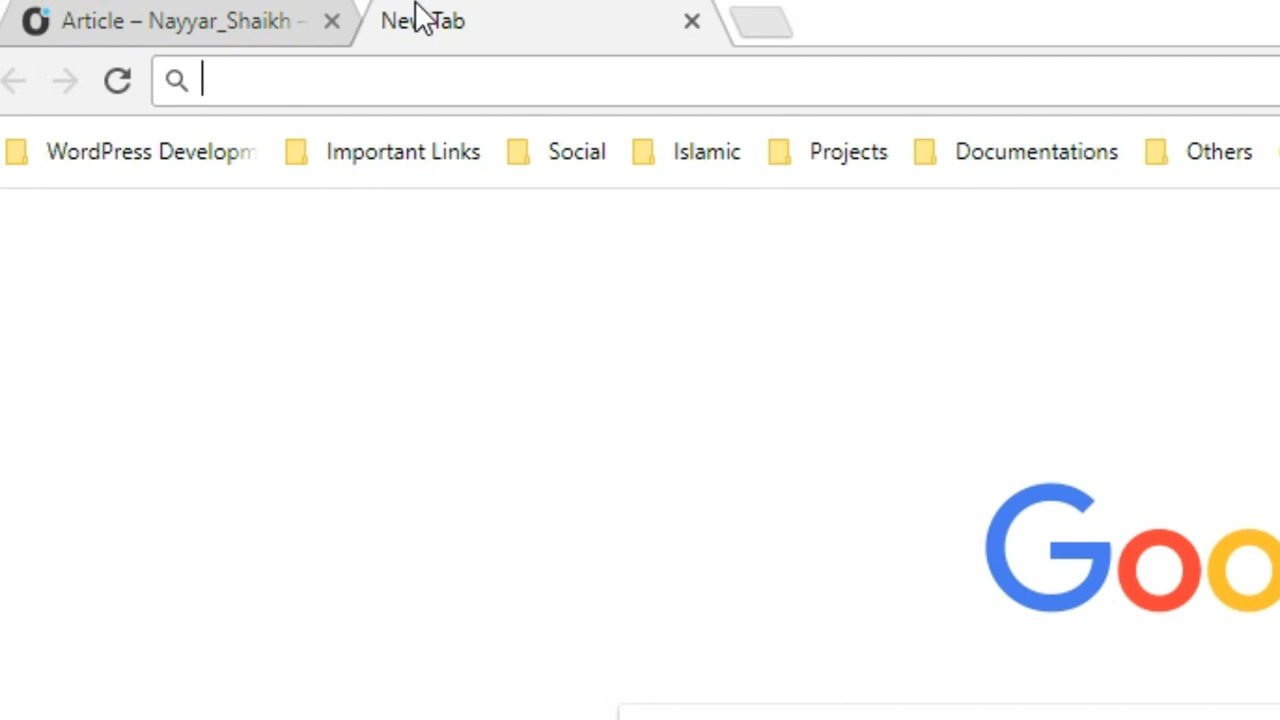 Article – Nayyar_Shaikh –
New Tab
WordPress Developm
Important Links
Social
Islamic
Projects
Documentations
Others
Goo